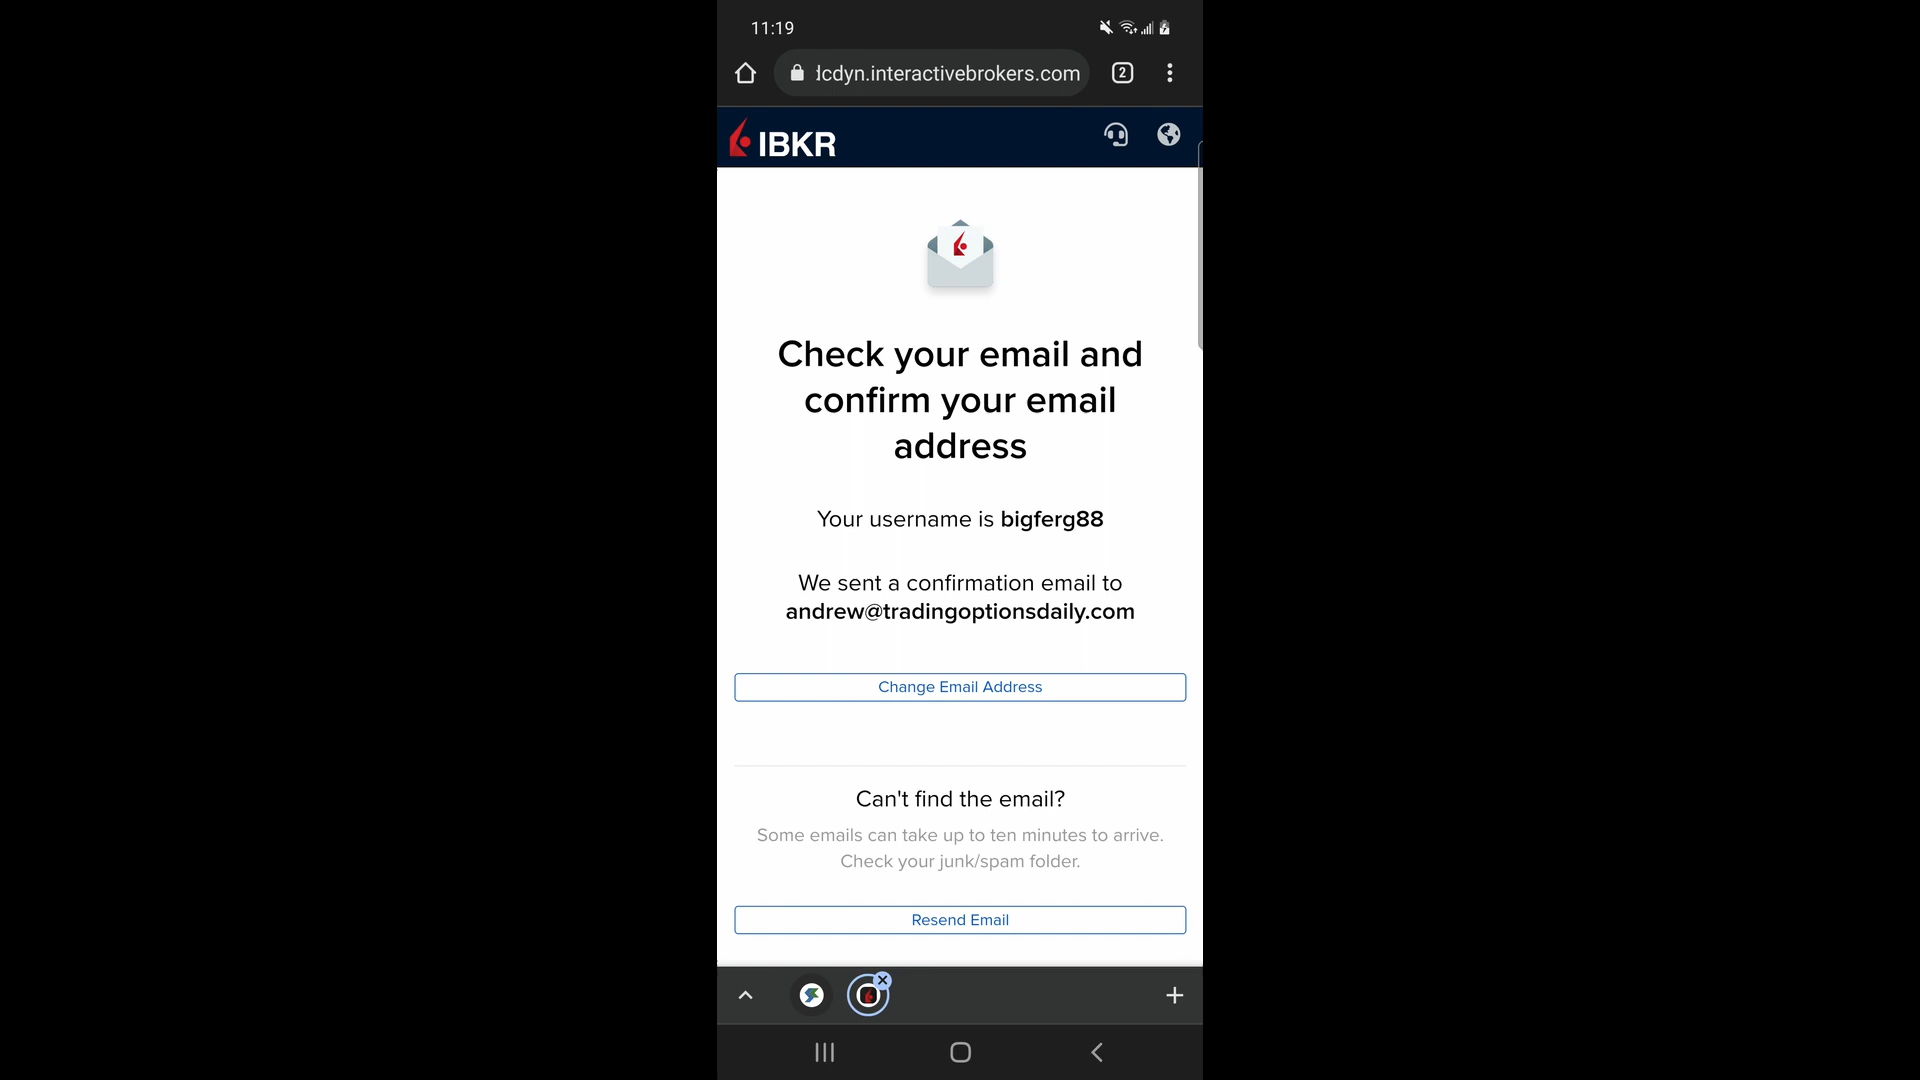 11:19
dcdyn.interactivebrokers.com
2
IBKR
Check your email and
confirm your email
address
Your username is bigferg88
We sent a confirmation email to
andrew@tradingoptionsdaily.com
Change Email Address
Can't find the email?
Some emails can take up to ten minutes to arrive.
Check your junk/spam folder.
Resend Email